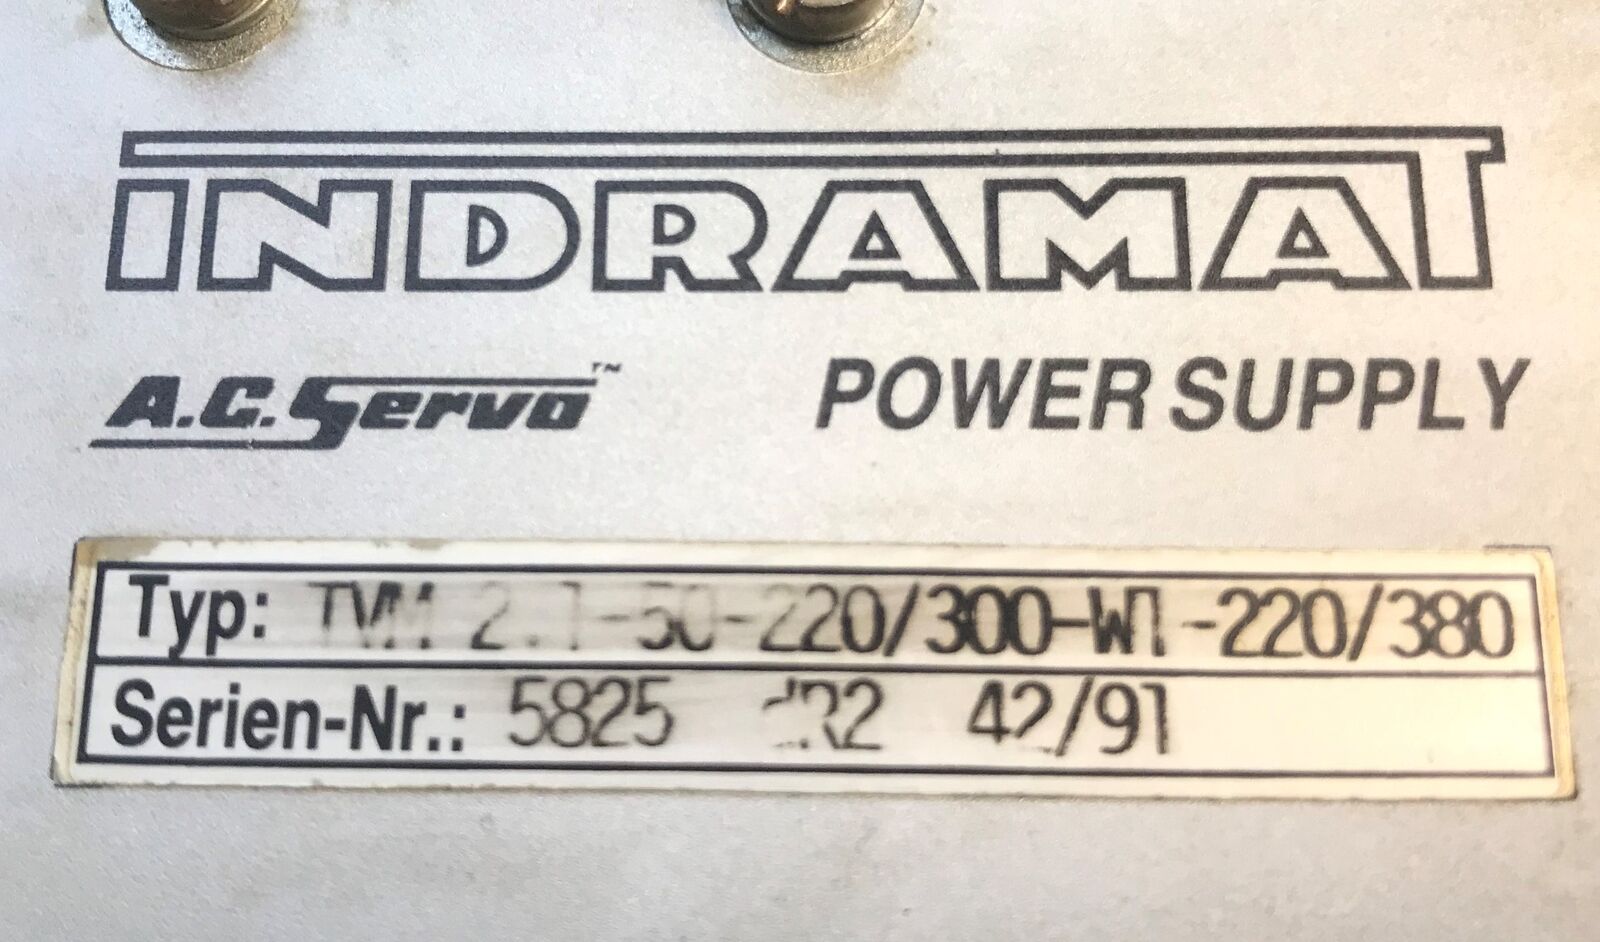 INDRAMAT
A.C. Servo™ POWER SUPPLY
Typ: TVM 2.1-50-220/300-W1-220/380
Serien-Nr.: 5825 42/91